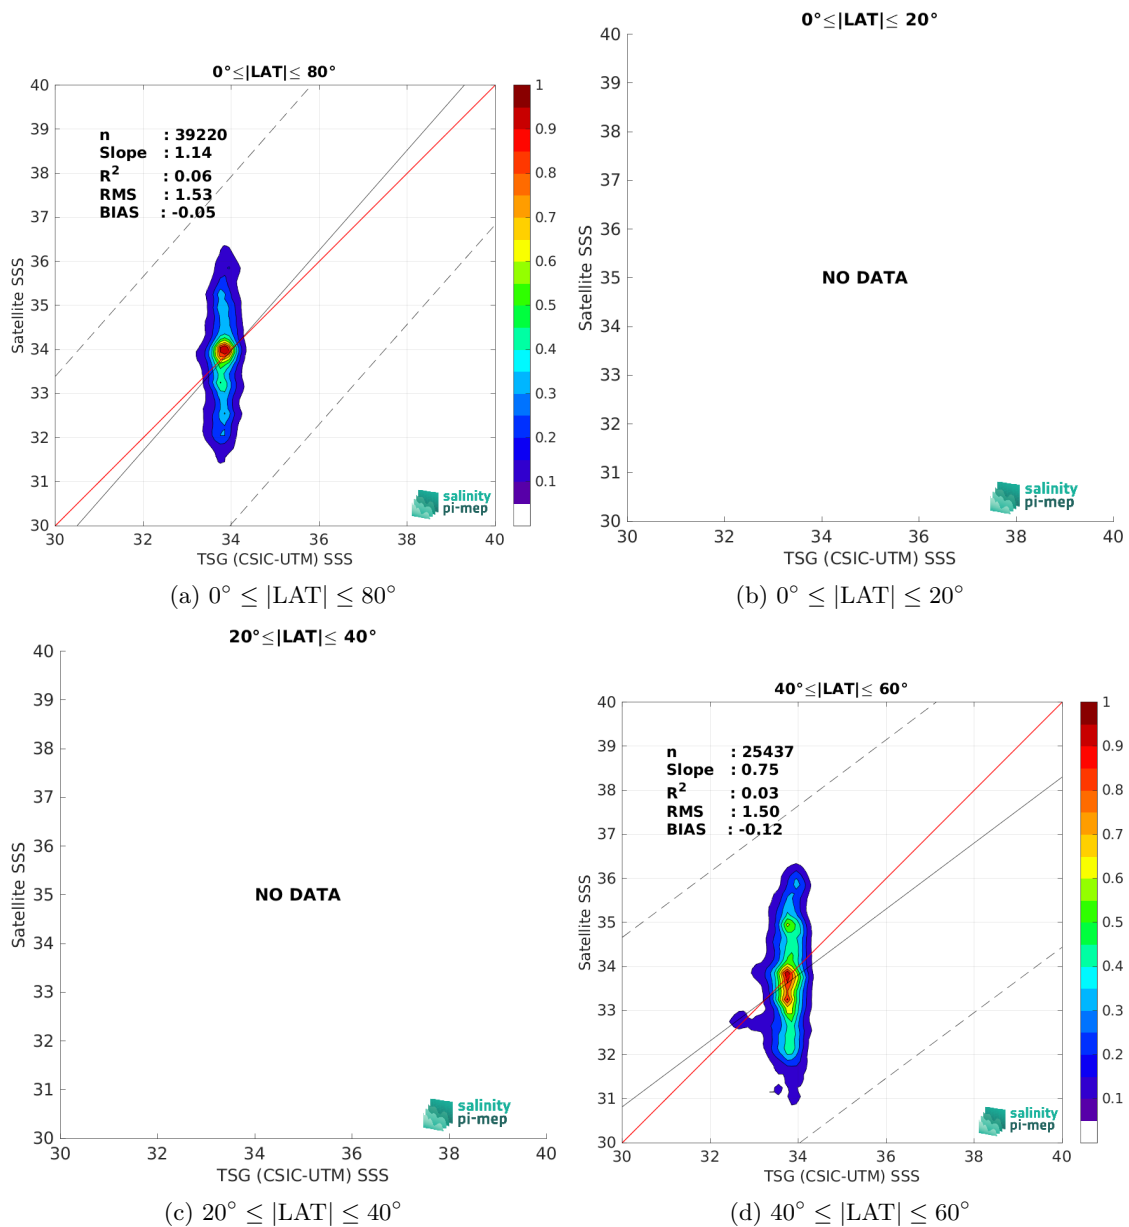 0°≤|LAT|≤ 80°
40
39
38
37
36
35
34
33
32
31
30
Satellite SSS
n : 39220
Slope : 1.14
R² : 0.06
RMS : 1.53
BIAS : -0.05
salinity
pi-mep
30 32 34 36 38 40
TSG (CSIC-UTM) SSS
1
0.9
0.8
0.7
0.6
0.5
0.4
0.3
0.2
0.1
(a) 0° ≤ |LAT| ≤ 80°
0°≤|LAT|≤ 20°
40
39
38
37
36
35
34
33
32
31
30
Satellite SSS
NO DATA
salinity
pi-mep
30 32 34 36 38 40
TSG (CSIC-UTM) SSS
(b) 0° ≤ |LAT| ≤ 20°
20°≤|LAT|≤ 40°
40
39
38
37
36
35
34
33
32
31
30
Satellite SSS
NO DATA
salinity
pi-mep
30 32 34 36 38 40
TSG (CSIC-UTM) SSS
(c) 20° ≤ |LAT| ≤ 40°
40°≤|LAT|≤ 60°
40
39
38
37
36
35
34
33
32
31
30
Satellite SSS
n : 25437
Slope : 0.75
R² : 0.03
RMS : 1.50
BIAS : -0.12
salinity
pi-mep
30 32 34 36 38 40
TSG (CSIC-UTM) SSS
1
0.9
0.8
0.7
0.6
0.5
0.4
0.3
0.2
0.1
(d) 40° ≤ |LAT| ≤ 60°